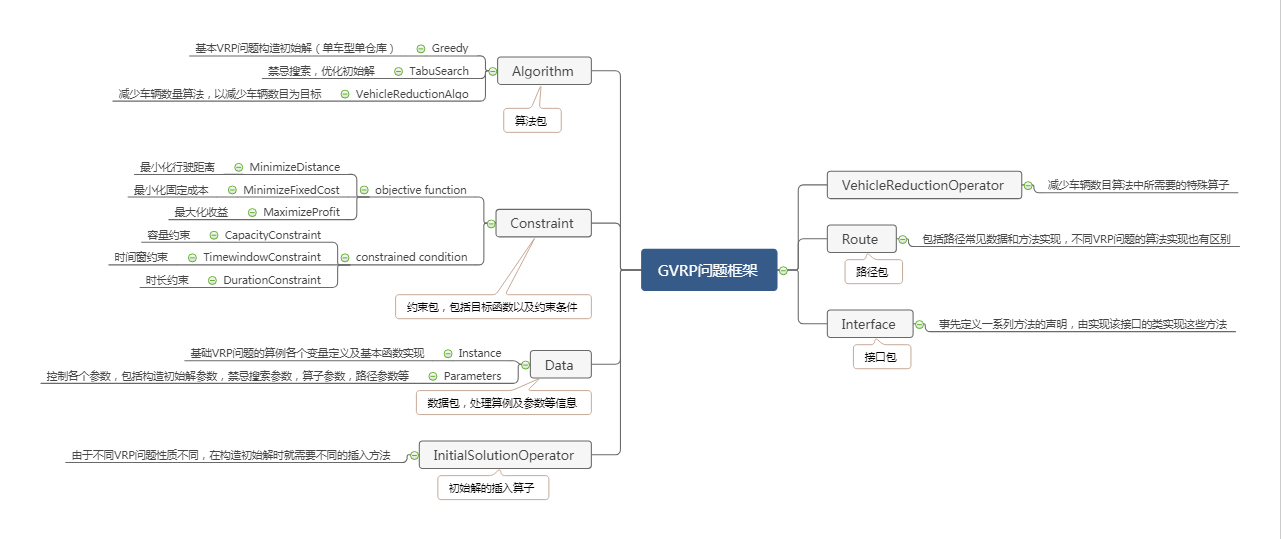 GVRP问题框架
Algorithm
算法包
Greedy
基本VRP问题构造初始解（单车型单仓库）
TabuSearch
禁忌搜索，优化初始解
VehicleReductionAlgo
减少车辆数量算法，以减少车辆数目为目标
Constraint
约束包，包括目标函数以及约束条件
objective function
MinimizeDistance
最小化行驶距离
MinimizeFixedCost
最小化固定成本
MaximizeProfit
最大化收益
constrained condition
CapacityConstraint
容量约束
TimewindowConstraint
时间窗约束
DurationConstraint
时长约束
Data
数据包，处理算例及参数等信息
Instance
基础VRP问题的算例各个变量定义及基本函数实现
Parameters
控制各个参数，包括构造初始解参数，禁忌搜索参数，算子参数，路径参数等
InitialSolutionOperator
初始解的插入算子
由于不同VRP问题性质不同，在构造初始解时就需要不同的插入方法
VehicleReductionOperator
减少车辆数目算法中所需要的特殊算子
Route
路径包
包括路径常见数据和方法实现，不同VRP问题的算法实现也有区别
Interface
接口包
事先定义一系列方法的声明，由实现该接口的类实现这些方法